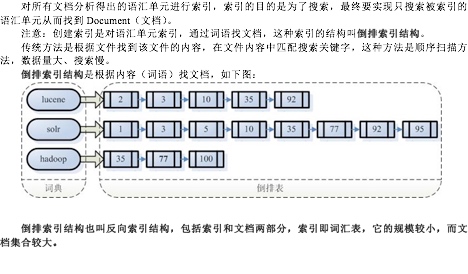 对所有文档分析得出的语汇单元进行索引，索引的目的是为了搜索，最终要实现只搜索被索引的
语汇单元从而找到 Document（文档）。
注意：创建索引是对语汇单元索引，通过词语找文档，这种索引的结构叫倒排索引结构。
传统方法是根据文件找到该文件的内容，在文件内容中匹配搜索关键字，这种方法是顺序扫描方
法，数据量大、搜索慢。
倒排索引结构是根据内容（词语）找文档，如下图：
lucene 2 3 10 35 92
solr 1 3 5 10 35 77 92 95
hadoop 35 77 100
词典 倒排表
倒排索引结构也叫反向索引结构，包括索引和文档两部分，索引即词汇表，它的规模较小，而文
档集合较大。